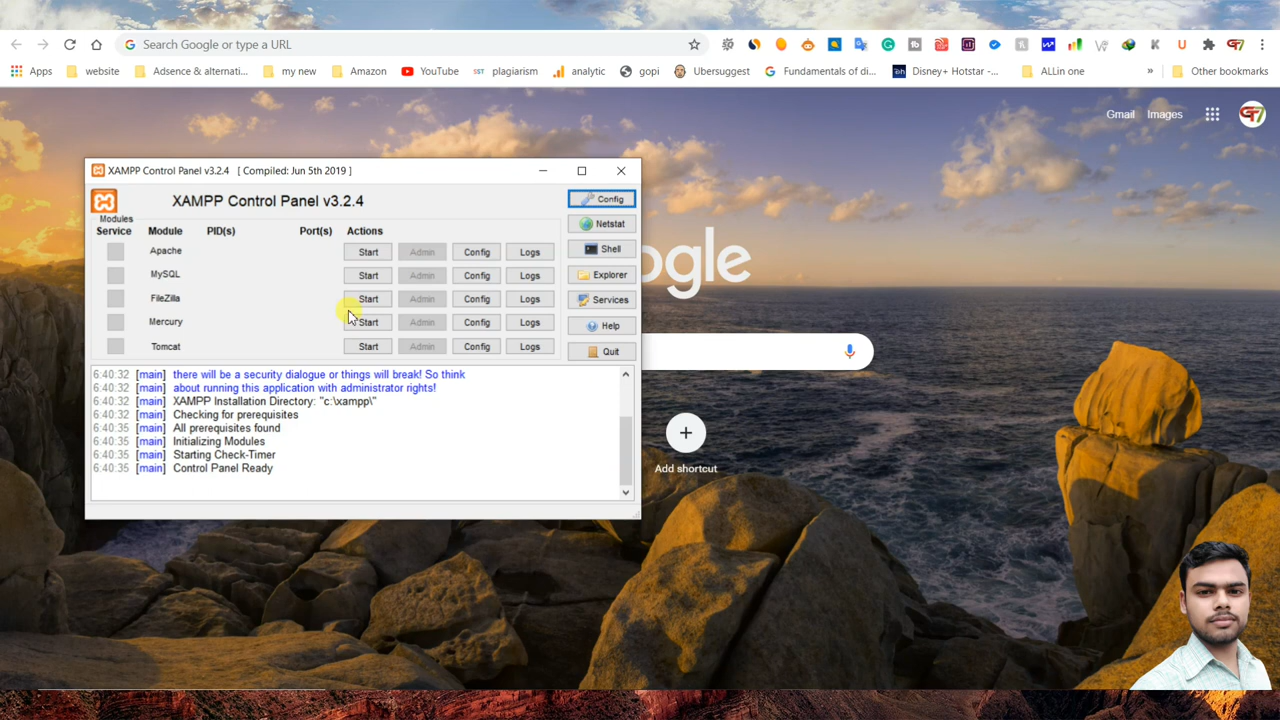 Search Google or type a URL
Apps website Adsence & alternati... my new Amazon YouTube SST plagiarism analytic gopi Ubersuggest Fundamentals of di... Disney+ Hotstar -... ALLin one » Other bookmarks
Gmail Images
XAMPP Control Panel v3.2.4 [ Compiled: Jun 5th 2019 ]
XAMPP Control Panel v3.2.4
Config
Modules
Service Module PID(s) Port(s) Actions
Netstat
Apache Start Admin Config Logs
Shell
MySQL Start Admin Config Logs
Explorer
FileZilla Start Admin Config Logs
Services
Mercury Start Admin Config Logs
Help
Tomcat Start Admin Config Logs
Quit
6:40:32 [main] there will be a security dialogue or things will break! So think
6:40:32 [main] about running this application with administrator rights!
6:40:32 [main] XAMPP Installation Directory: "c:\xampp\"
6:40:32 [main] Checking for prerequisites
6:40:35 [main] All prerequisites found
6:40:35 [main] Initializing Modules
6:40:35 [main] Starting Check-Timer
6:40:35 [main] Control Panel Ready
ogle
Add shortcut